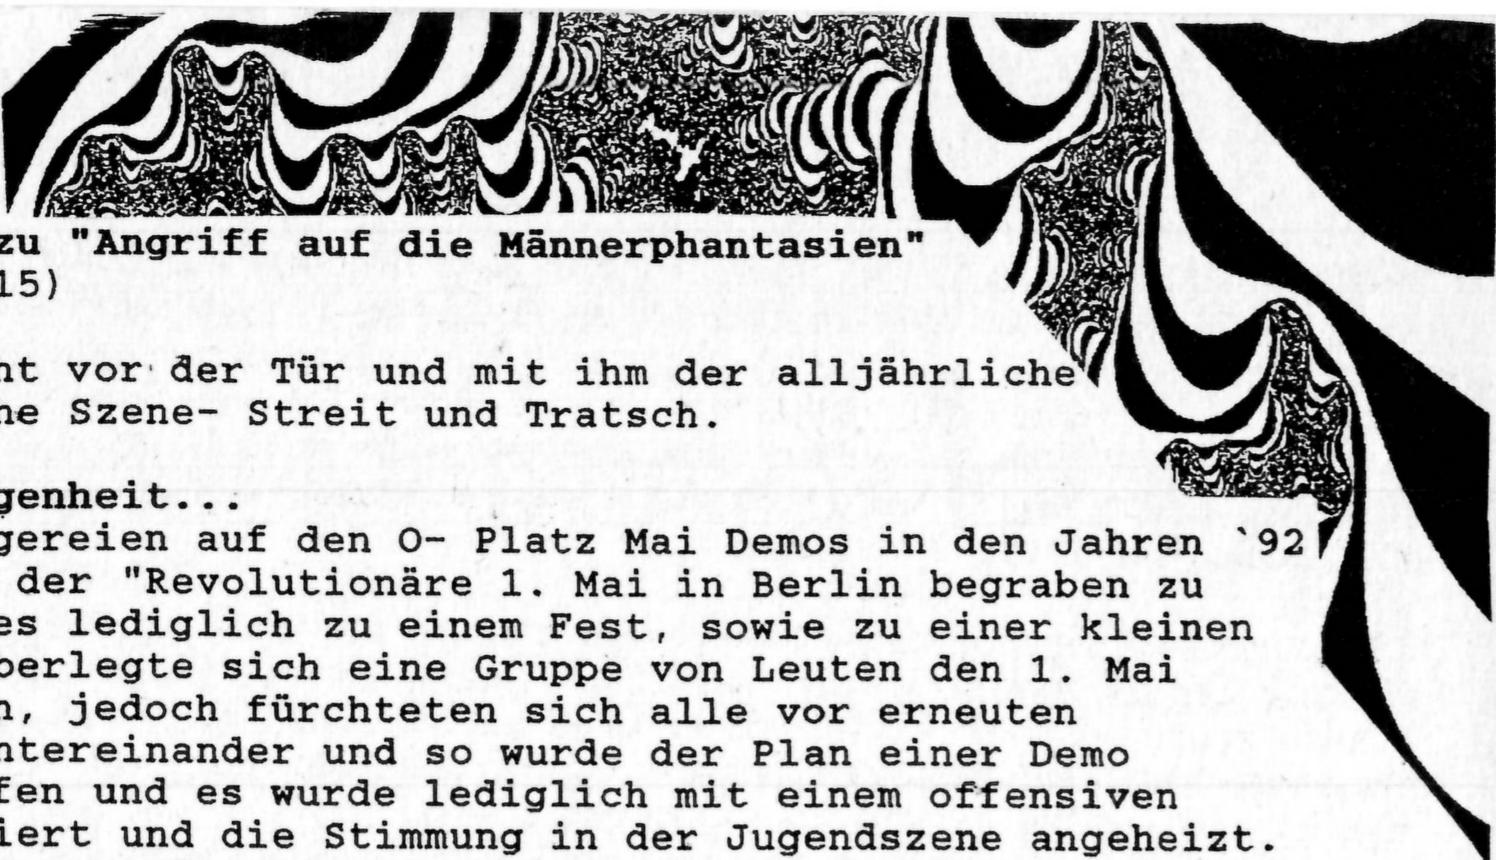 zu "Angriff auf die Männerphantasien"
15)
nt vor der Tür und mit ihm der alljährliche
ne Szene- Streit und Tratsch.
genheit...
gereien auf den O- Platz Mai Demos in den Jahren `92
der "Revolutionäre 1. Mai in Berlin begraben zu
es lediglich zu einem Fest, sowie zu einer kleinen
berlegte sich eine Gruppe von Leuten den 1. Mai
n, jedoch fürchteten sich alle vor erneuten
ntereinander und so wurde der Plan einer Demo
fen und es wurde lediglich mit einem offensiven
iert und die Stimmung in der Jugendszene angeheizt.